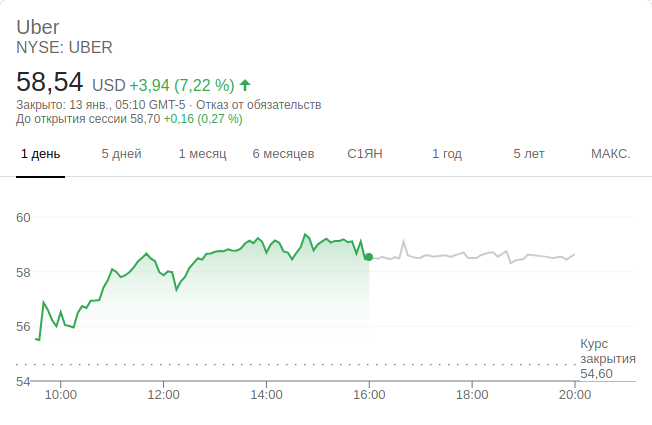 Uber
NYSE: UBER
58,54 USD +3,94 (7,22 %)
Закрыто: 13 янв., 05:10 GMT-5 · Отказ от обязательств
До открытия сессии 58,70 +0,16 (0,27 %)
1 день 5 дней 1 месяц 6 месяцев С1ЯН 1 год 5 лет МАКС.
60
58
56
Курс
закрытия
54,60
54
10:00 12:00 14:00 16:00 18:00 20:00